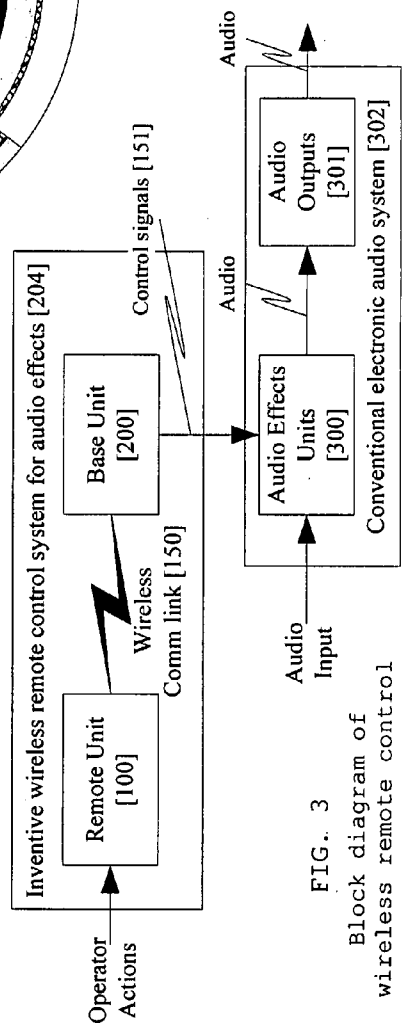 Inventive wireless remote control system for audio effects [204]
Operator
Actions
Remote Unit
[100]
Wireless
Comm link [150]
Base Unit
[200]
Control signals [151]
Audio
Input
Audio Effects
Units
[300]
Audio
Audio
Outputs
[301]
Audio
Conventional electronic audio system [302]
FIG. 3
Block diagram of
wireless remote control